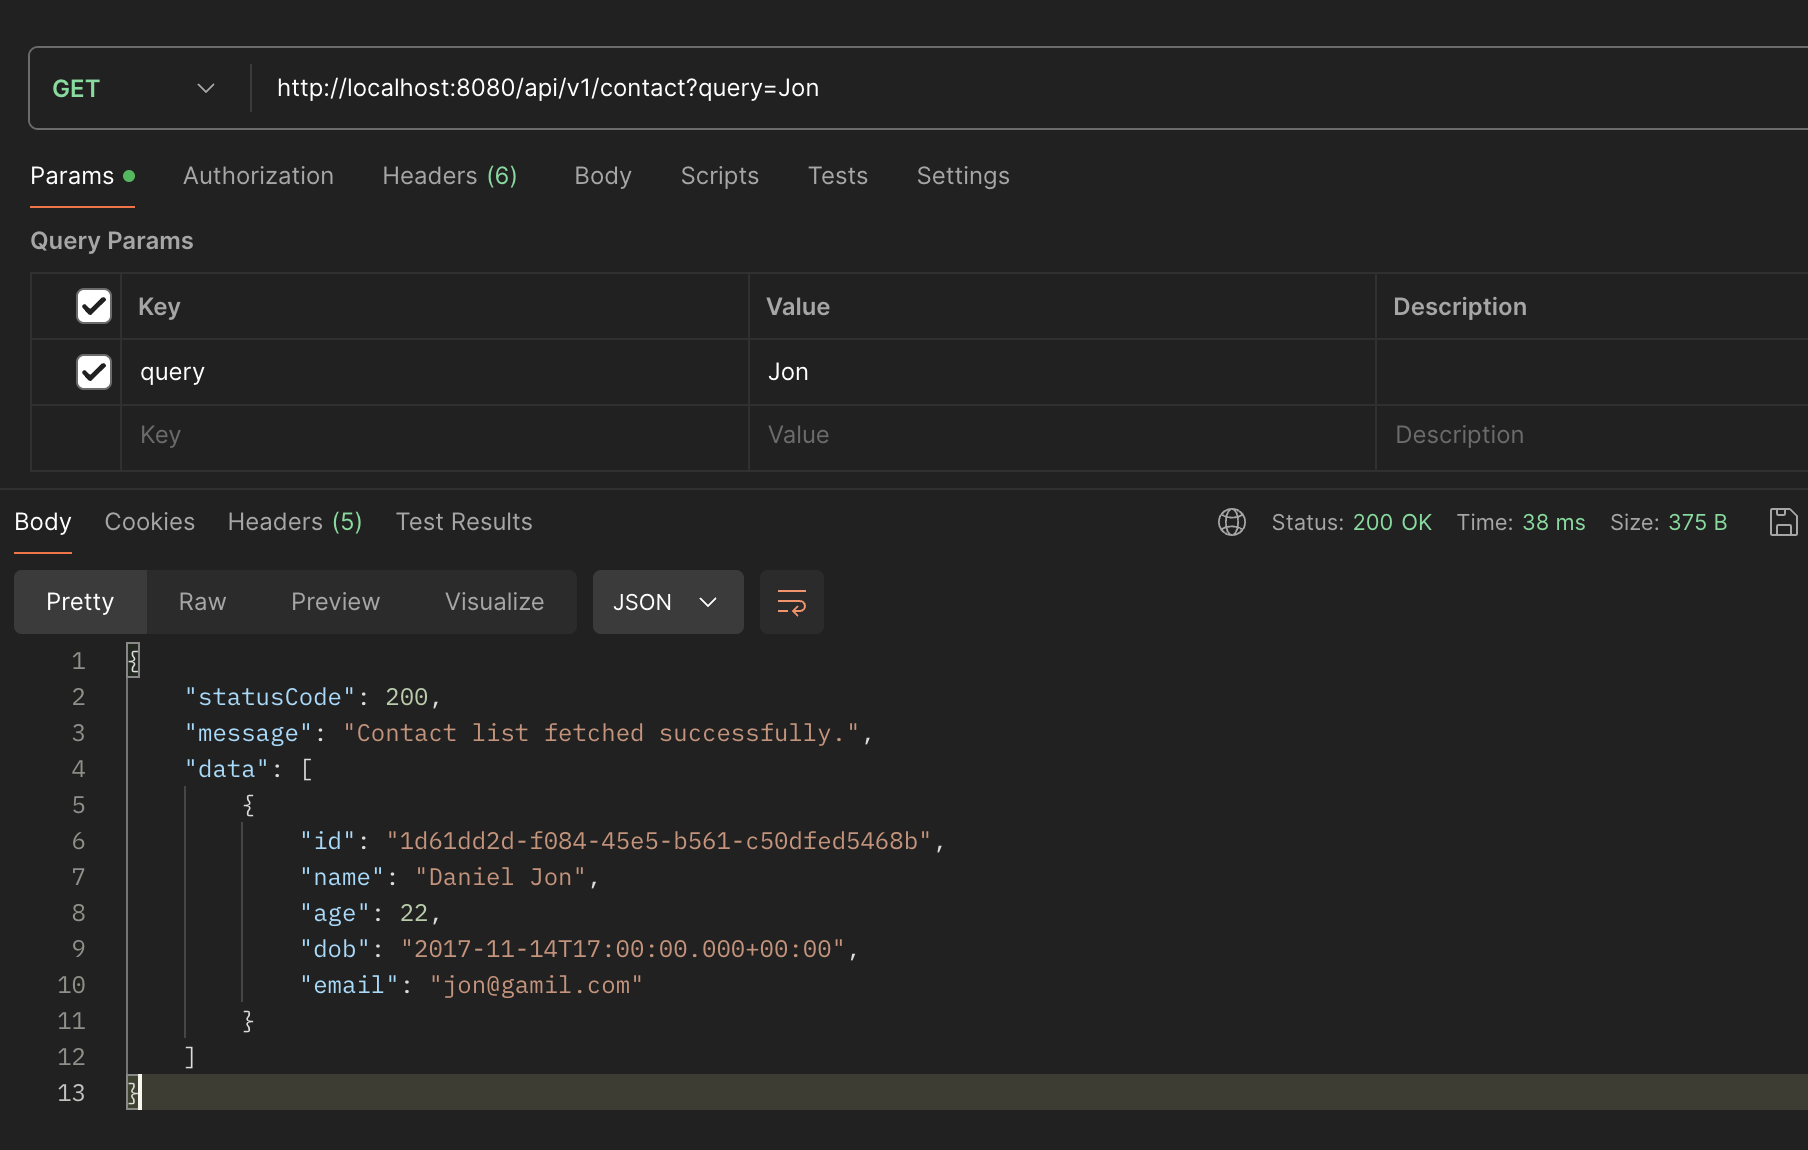 GET http://localhost:8080/api/v1/contact?query=Jon
Params Authorization Headers (6) Body Scripts Tests Settings
Query Params
Key Value Description
query Jon
Key Value Description
Body Cookies Headers (5) Test Results Status: 200 OK Time: 38 ms Size: 375 B
Pretty Raw Preview Visualize JSON
1 {
2 "statusCode": 200,
3 "message": "Contact list fetched successfully.",
4 "data": [
5 {
6 "id": "1d61dd2d-f084-45e5-b561-c50dfed5468b",
7 "name": "Daniel Jon",
8 "age": 22,
9 "dob": "2017-11-14T17:00:00.000+00:00",
10 "email": "jon@gamil.com"
11 }
12 ]
13 }